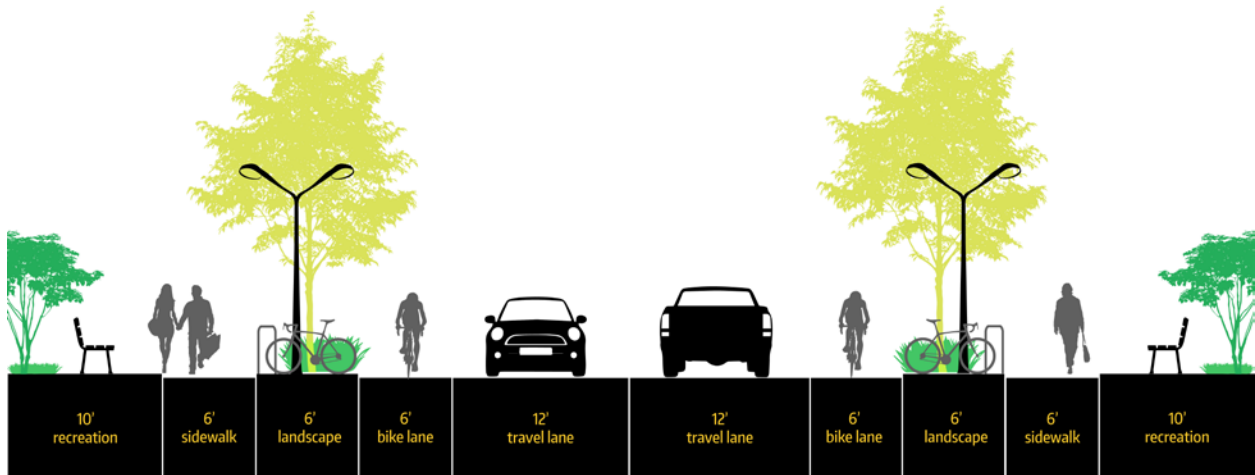 10'
recreation
6'
sidewalk
6'
landscape
6'
bike lane
12'
travel lane
12'
travel lane
6'
bike lane
6'
landscape
6'
sidewalk
10'
recreation